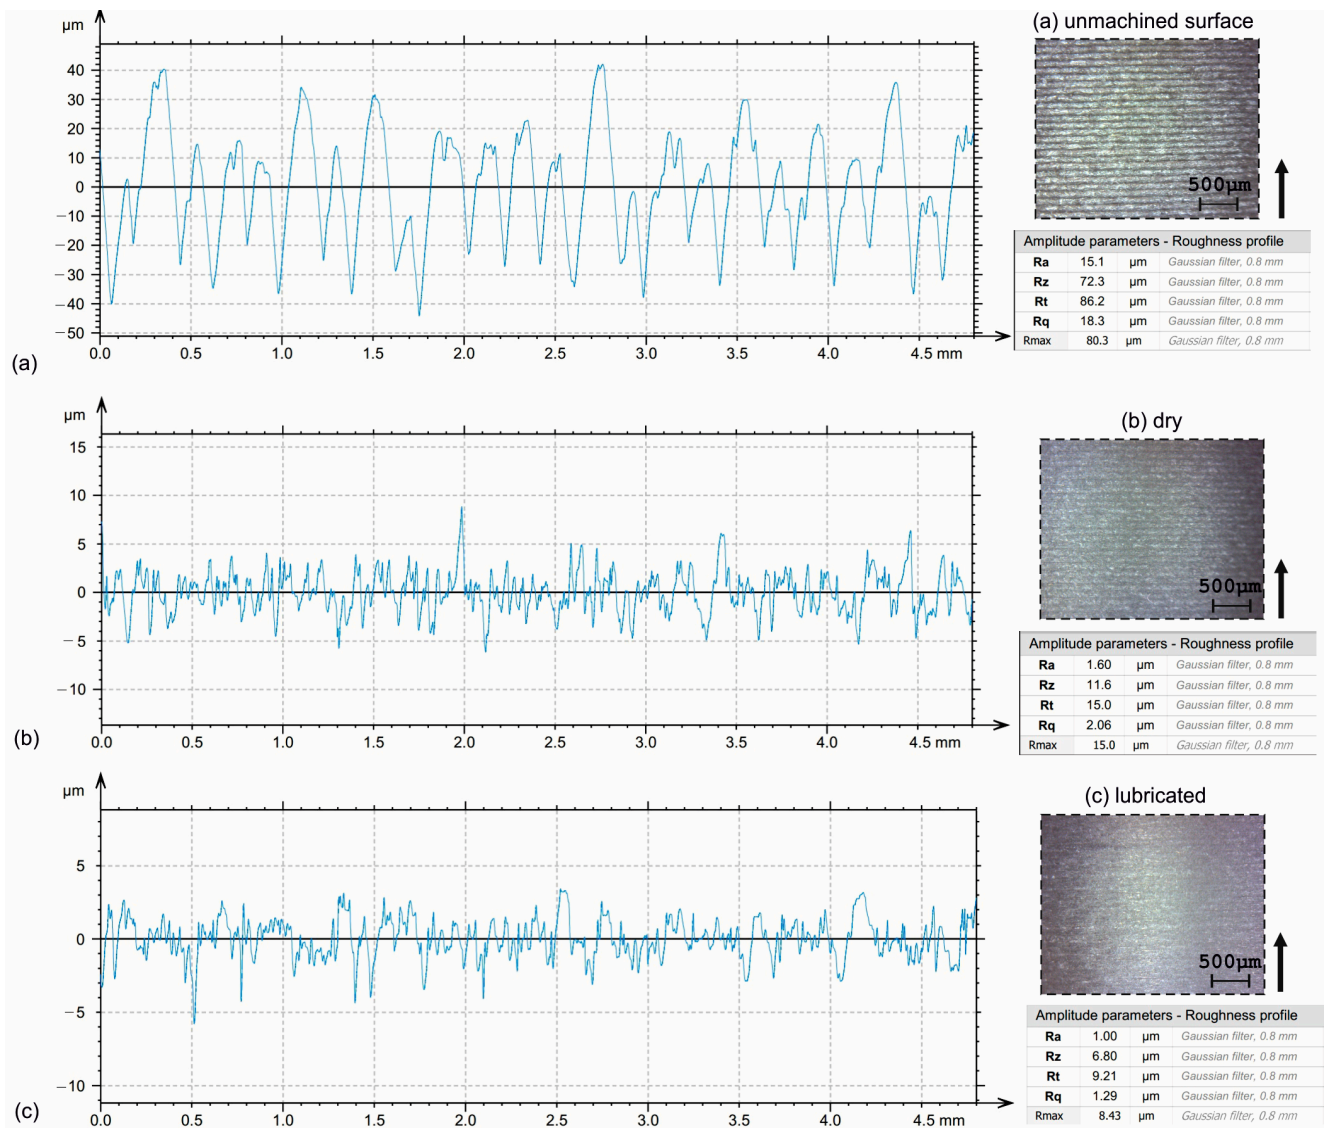 (a) unmachined surface
µm
40
30
20
10
0
−10
−20
−30
−40
−50
0.0 0.5 1.0 1.5 2.0 2.5 3.0 3.5 4.0 4.5 mm
(a)
500µm
Amplitude parameters - Roughness profile
Ra 15.1 µm Gaussian filter, 0.8 mm
Rz 72.3 µm Gaussian filter, 0.8 mm
Rt 86.2 µm Gaussian filter, 0.8 mm
Rq 18.3 µm Gaussian filter, 0.8 mm
Rmax 80.3 µm Gaussian filter, 0.8 mm
(b) dry
µm
15
10
5
0
−5
−10
0.0 0.5 1.0 1.5 2.0 2.5 3.0 3.5 4.0 4.5 mm
(b)
500µm
Amplitude parameters - Roughness profile
Ra 1.60 µm Gaussian filter, 0.8 mm
Rz 11.6 µm Gaussian filter, 0.8 mm
Rt 15.0 µm Gaussian filter, 0.8 mm
Rq 2.06 µm Gaussian filter, 0.8 mm
Rmax 15.0 µm Gaussian filter, 0.8 mm
(c) lubricated
µm
5
0
−5
−10
0.0 0.5 1.0 1.5 2.0 2.5 3.0 3.5 4.0 4.5 mm
(c)
500µm
Amplitude parameters - Roughness profile
Ra 1.00 µm Gaussian filter, 0.8 mm
Rz 6.80 µm Gaussian filter, 0.8 mm
Rt 9.21 µm Gaussian filter, 0.8 mm
Rq 1.29 µm Gaussian filter, 0.8 mm
Rmax 8.43 µm Gaussian filter, 0.8 mm